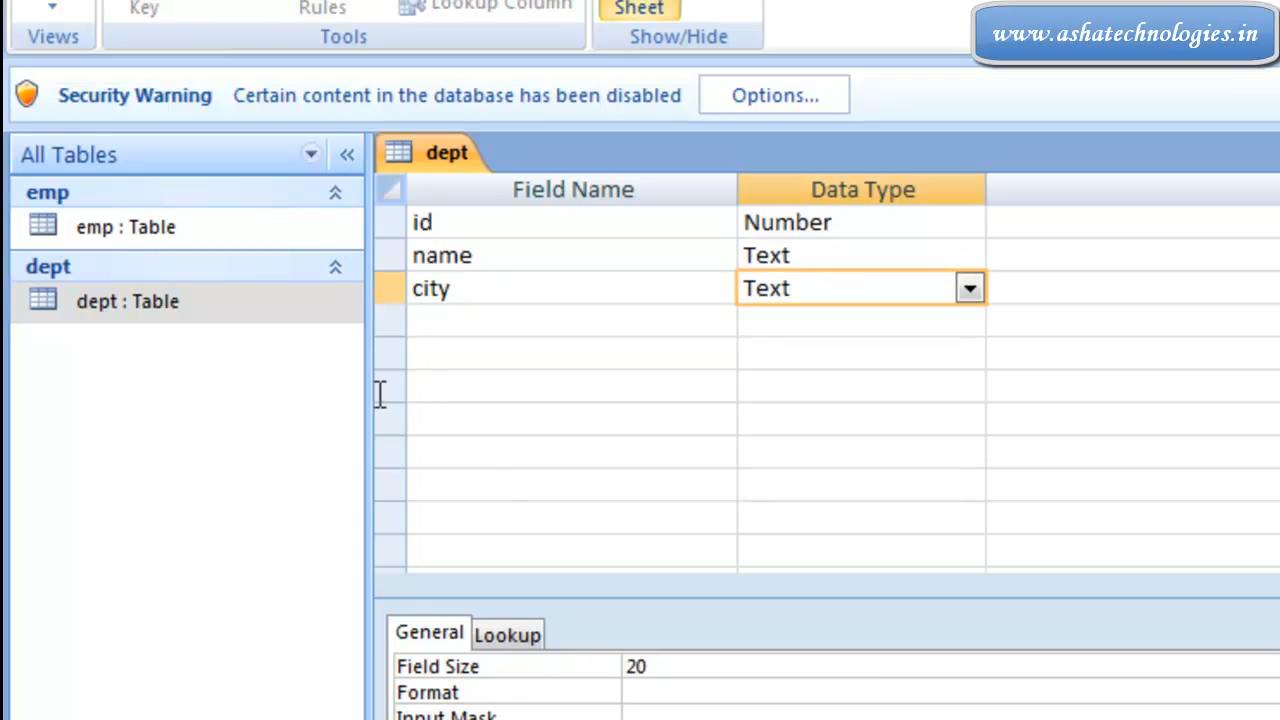 Key
Rules
Lookup Column
Sheet
Views
Tools
Show/Hide
www.ashatechnologies.in
Security Warning Certain content in the database has been disabled Options...
All Tables
emp
emp : Table
dept
dept : Table
dept
Field Name Data Type
id Number
name Text
city Text
General Lookup
Field Size 20
Format
Input Mask